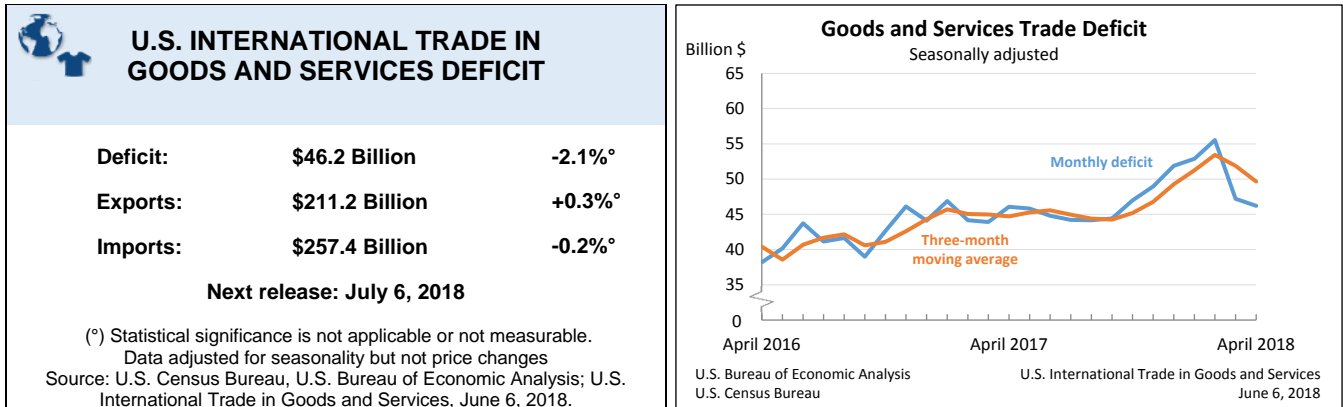 U.S. INTERNATIONAL TRADE IN
GOODS AND SERVICES DEFICIT
Deficit: $46.2 Billion -2.1%°
Exports: $211.2 Billion +0.3%°
Imports: $257.4 Billion -0.2%°
Next release: July 6, 2018
(°) Statistical significance is not applicable or not measurable.
Data adjusted for seasonality but not price changes
Source: U.S. Census Bureau, U.S. Bureau of Economic Analysis; U.S.
International Trade in Goods and Services, June 6, 2018.
Goods and Services Trade Deficit
Billion $
Seasonally adjusted
65
60
55
50
45
40
35
0
Monthly deficit
Three-month
moving average
April 2016 April 2017 April 2018
U.S. Bureau of Economic Analysis U.S. International Trade in Goods and Services
U.S. Census Bureau June 6, 2018